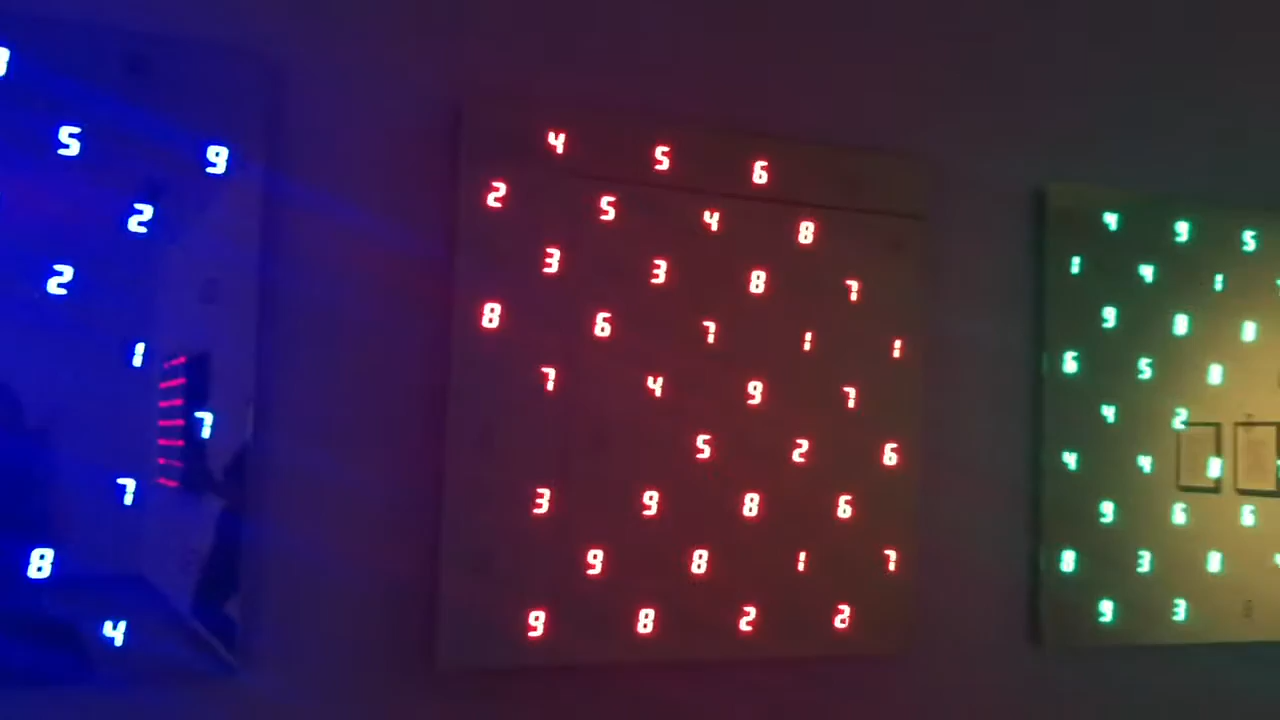 5 9
2
2
1
7
7
8
4
4 5 6
2 5 4 8
3 3 8 7
8 6 7 1 1
7 4 9 7
5 2 6
3 9 8 6
9 8 1 7
9 8 2 2
4 9 5
1 4 1
9 8 8
6 5 8
4 2
4 4 8
9 6 6
8 3 8
9 3